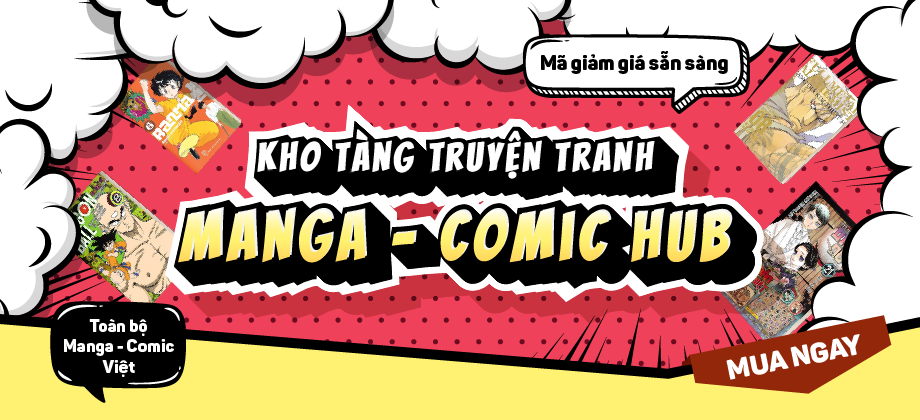 Mã giảm giá sẵn sàng
Ranma
KHO TÀNG TRUYỆN TRANH
MANGA - COMIC HUB
Toàn bộ
Manga - Comic
Việt
MUA NGAY